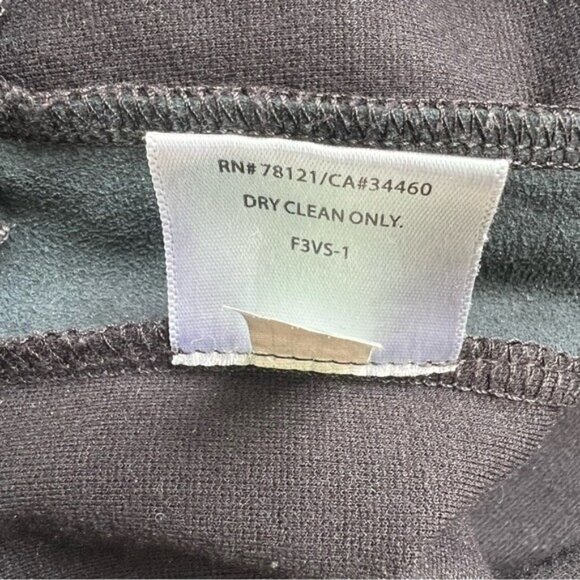 RN# 78121/CA#34460
DRY CLEAN ONLY.
F3VS-1